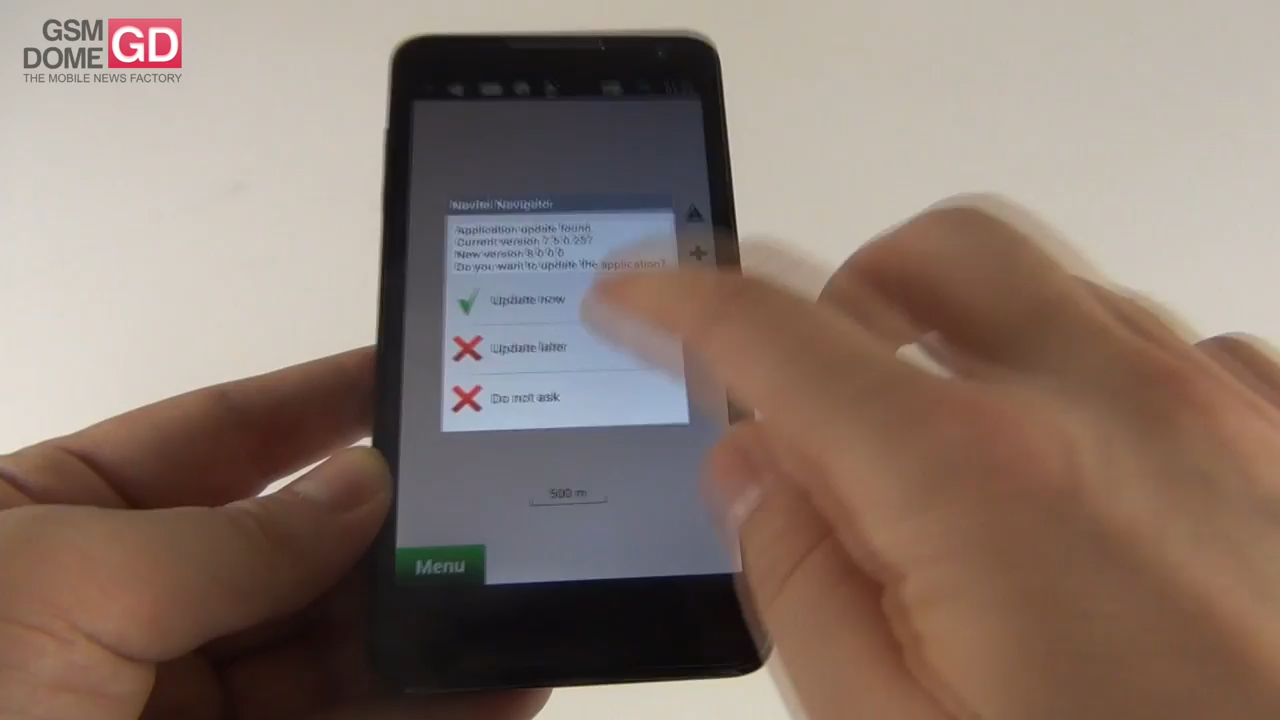 GSM
DOME GD
THE MOBILE NEWS FACTORY
Navitel Navigator
Application update found.
Current version 7.5.0.257
New version 8.0.0.0
Do you want to update the application?
Update now
Update later
Do not ask
500 m
Menu